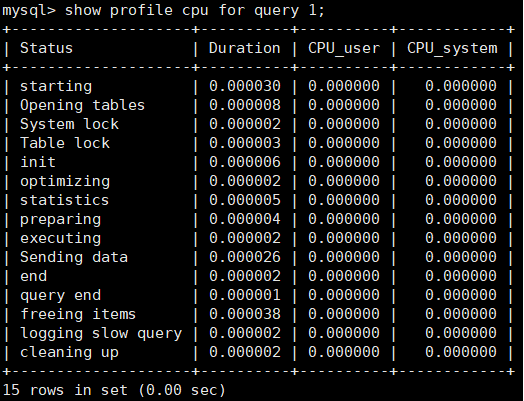 mysql> show profile cpu for query 1;
+--------------------+----------+----------+------------+
| Status             | Duration | CPU_user | CPU_system |
+--------------------+----------+----------+------------+
| starting           | 0.000030 | 0.000000 |   0.000000 |
| Opening tables     | 0.000008 | 0.000000 |   0.000000 |
| System lock        | 0.000002 | 0.000000 |   0.000000 |
| Table lock         | 0.000003 | 0.000000 |   0.000000 |
| init               | 0.000006 | 0.000000 |   0.000000 |
| optimizing         | 0.000002 | 0.000000 |   0.000000 |
| statistics         | 0.000005 | 0.000000 |   0.000000 |
| preparing          | 0.000004 | 0.000000 |   0.000000 |
| executing          | 0.000002 | 0.000000 |   0.000000 |
| Sending data       | 0.000026 | 0.000000 |   0.000000 |
| end                | 0.000002 | 0.000000 |   0.000000 |
| query end          | 0.000001 | 0.000000 |   0.000000 |
| freeing items      | 0.000038 | 0.000000 |   0.000000 |
| logging slow query | 0.000002 | 0.000000 |   0.000000 |
| cleaning up        | 0.000002 | 0.000000 |   0.000000 |
+--------------------+----------+----------+------------+
15 rows in set (0.00 sec)